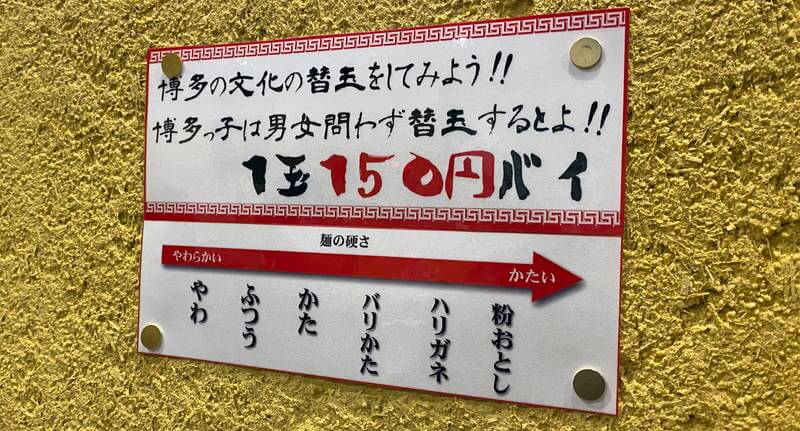 博多の文化の替玉をしてみよう!!
博多っ子は男女問わず替玉するとよ!!
1玉150円バイ
麺の硬さ
やわらかい
かたい
やわ
ふつう
かた
バリかた
ハリガネ
粉おとし